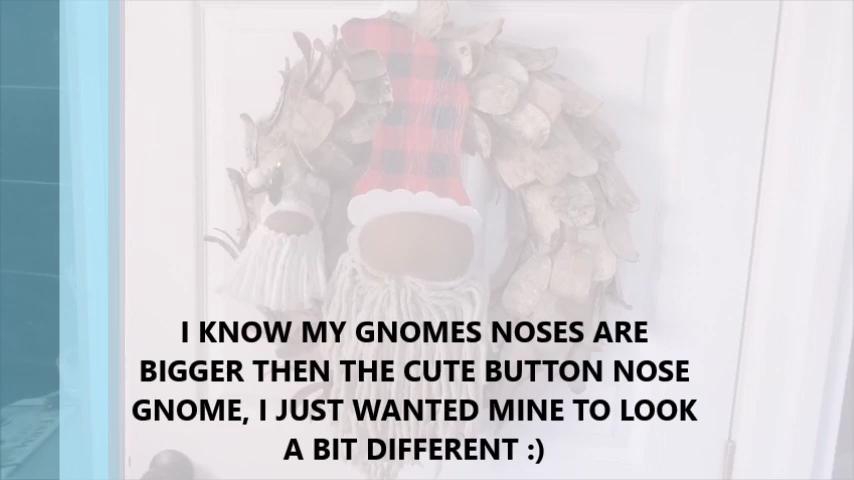 I KNOW MY GNOMES NOSES ARE
BIGGER THEN THE CUTE BUTTON NOSE
GNOME, I JUST WANTED MINE TO LOOK
A BIT DIFFERENT :)